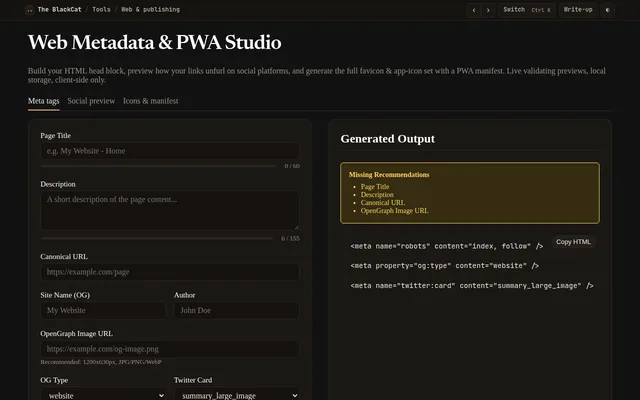 The BlackCat / Tools / Web & publishing
‹ › Switch Ctrl K Write-up
Web Metadata & PWA Studio
Build your HTML head block, preview how your links unfurl on social platforms, and generate the full favicon & app-icon set with a PWA manifest. Live validating previews, local
storage, client-side only.
Meta tags Social preview Icons & manifest
Page Title
e.g. My Website - Home
0 / 60
Description
A short description of the page content...
0 / 155
Canonical URL
https://example.com/page
Site Name (OG) Author
My Website John Doe
OpenGraph Image URL
https://example.com/og-image.png
Recommended: 1200x630px, JPG/PNG/WebP
OG Type Twitter Card
website summary_large_image
Generated Output
Missing Recommendations
• Page Title
• Description
• Canonical URL
• OpenGraph Image URL
Copy HTML
<meta name="robots" content="index, follow" />
<meta property="og:type" content="website" />
<meta name="twitter:card" content="summary_large_image" />